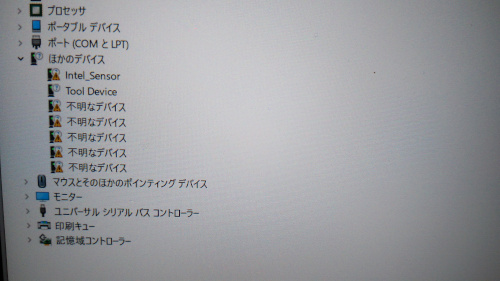 プロセッサ
ポータブル デバイス
ポート (COM と LPT)
ほかのデバイス
Intel_Sensor
Tool Device
不明なデバイス
不明なデバイス
不明なデバイス
不明なデバイス
不明なデバイス
マウスとそのほかのポインティング デバイス
モニター
ユニバーサル シリアル バス コントローラー
印刷キュー
記憶域コントローラー